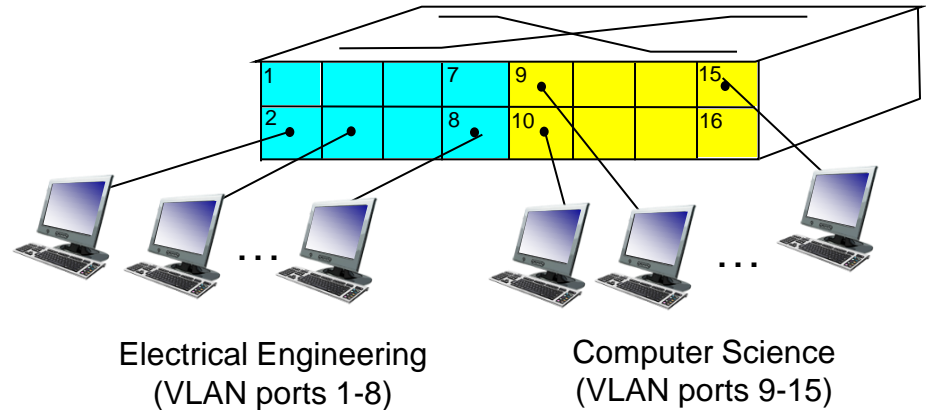 1
7
9
15
2
8
10
16
...
...
Electrical Engineering
(VLAN ports 1-8)
Computer Science
(VLAN ports 9-15)